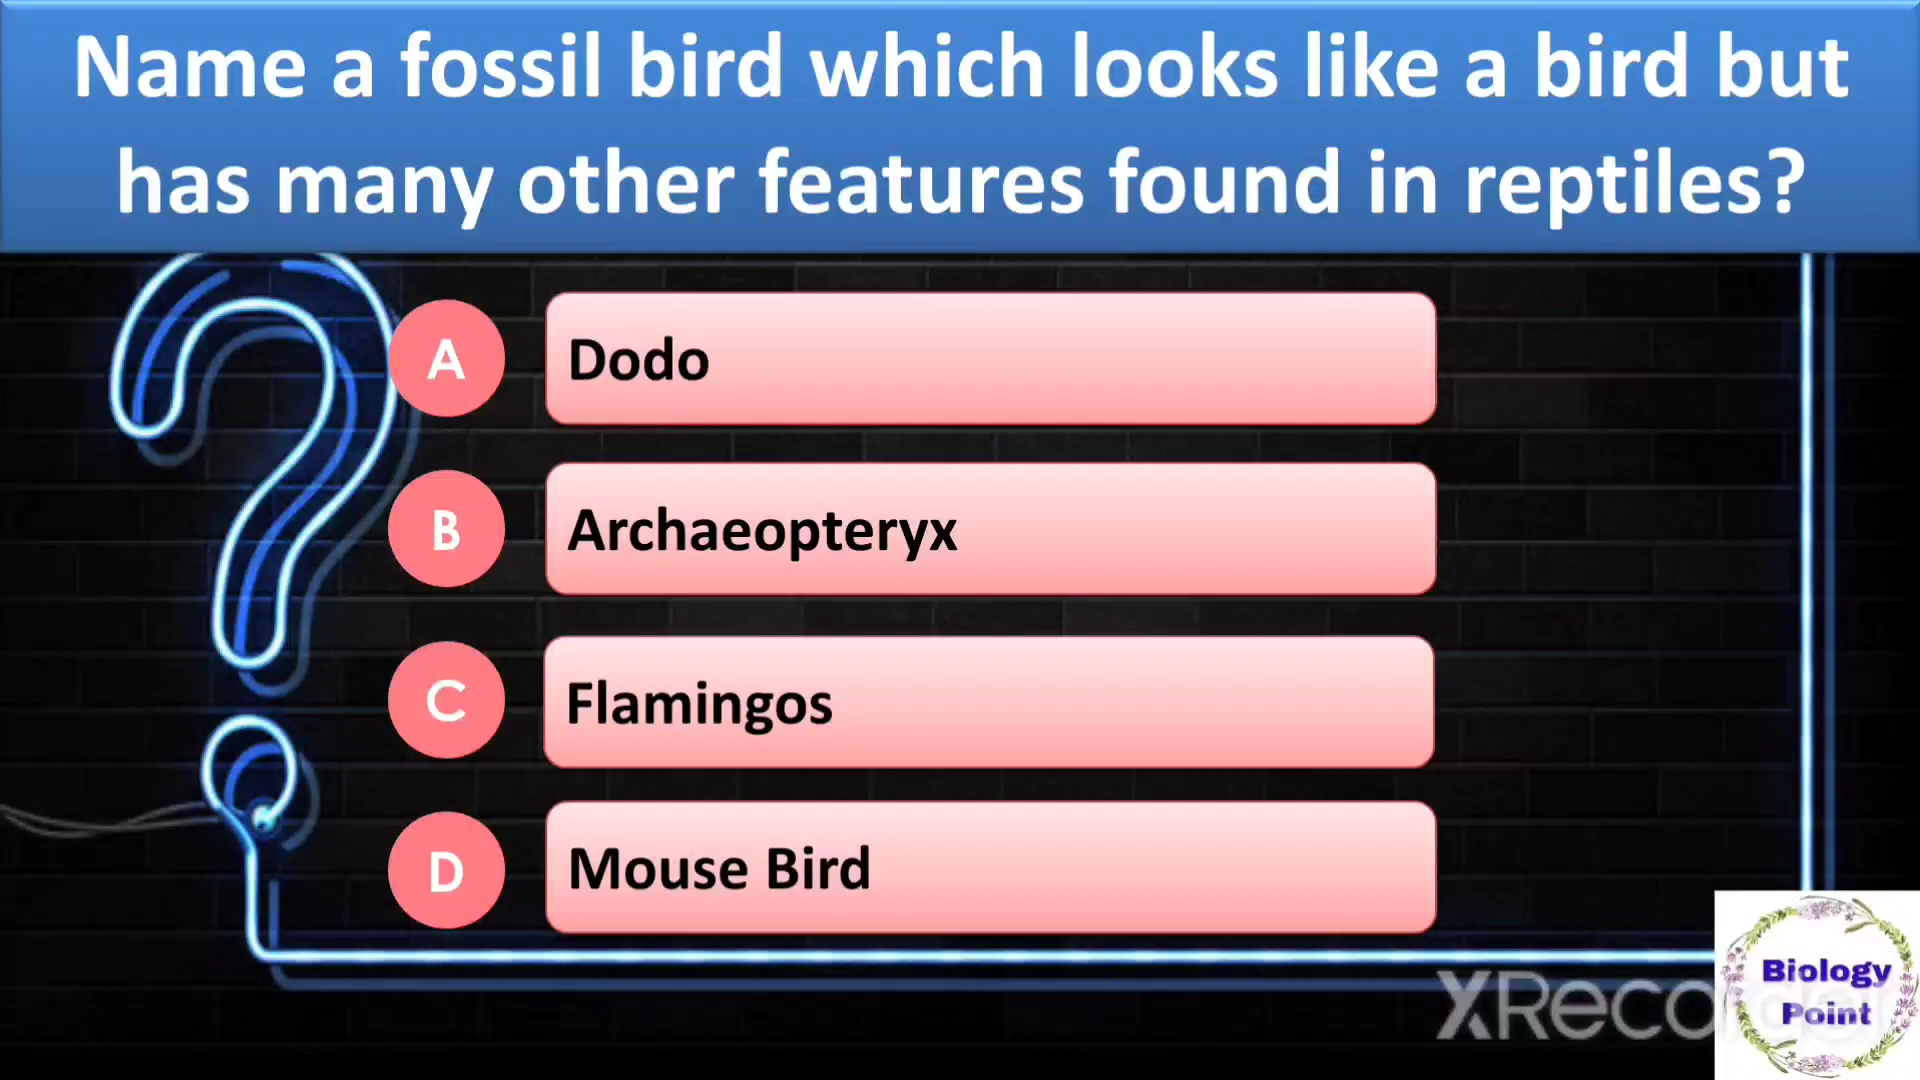 Name a fossil bird which looks like a bird but
has many other features found in reptiles?
A Dodo
B Archaeopteryx
C Flamingos
D Mouse Bird
XRecorder
Biology
Point